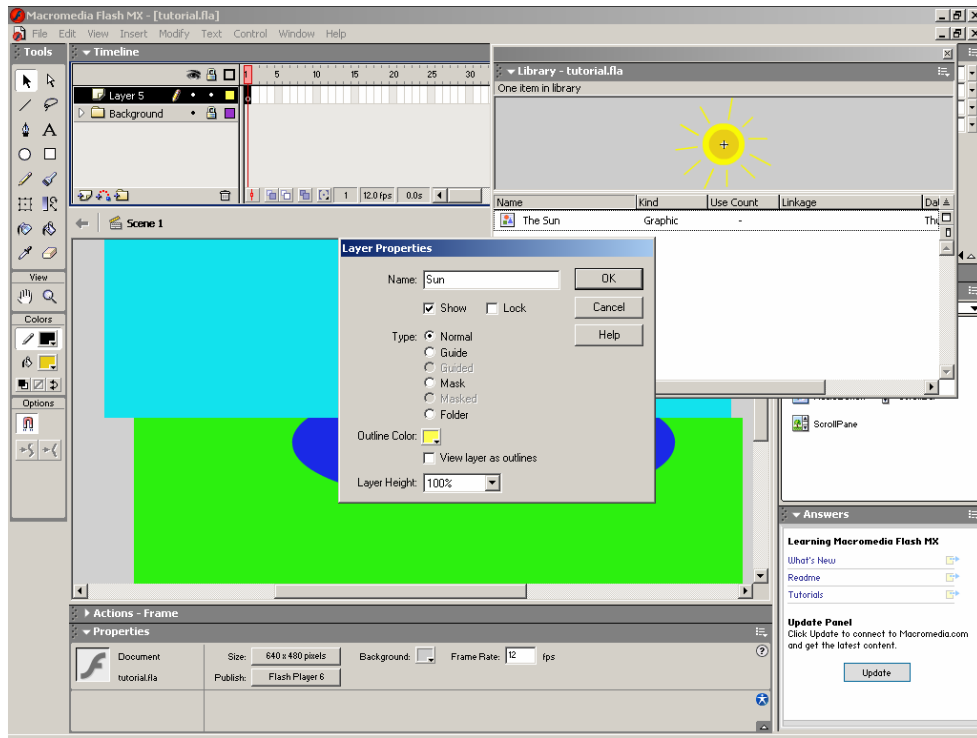 Macromedia Flash MX - [tutorial.fla]
File Edit View Insert Modify Text Control Window Help
Tools
Timeline
1 5 10 15 20 25 30
Layer 5
Background
1 12.0 fps 0.0s
Scene 1
Library - tutorial.fla
One item in library
Name Kind Use Count Linkage Dat
The Sun Graphic - Thu
View
Colors
Options
Layer Properties
Name: Sun OK
Show Lock Cancel
Type: Normal Help
Guide
Guided
Mask
Masked
Folder
Outline Color:
View layer as outlines
Layer Height: 100%
ScrollPane
Answers
Learning Macromedia Flash MX
What's New
Readme
Tutorials
Update Panel
Click Update to connect to Macromedia.com
and get the latest content.
Update
Actions - Frame
Properties
Document Size: 640 x 480 pixels Background: Frame Rate: 12 fps
tutorial.fla Publish: Flash Player 6